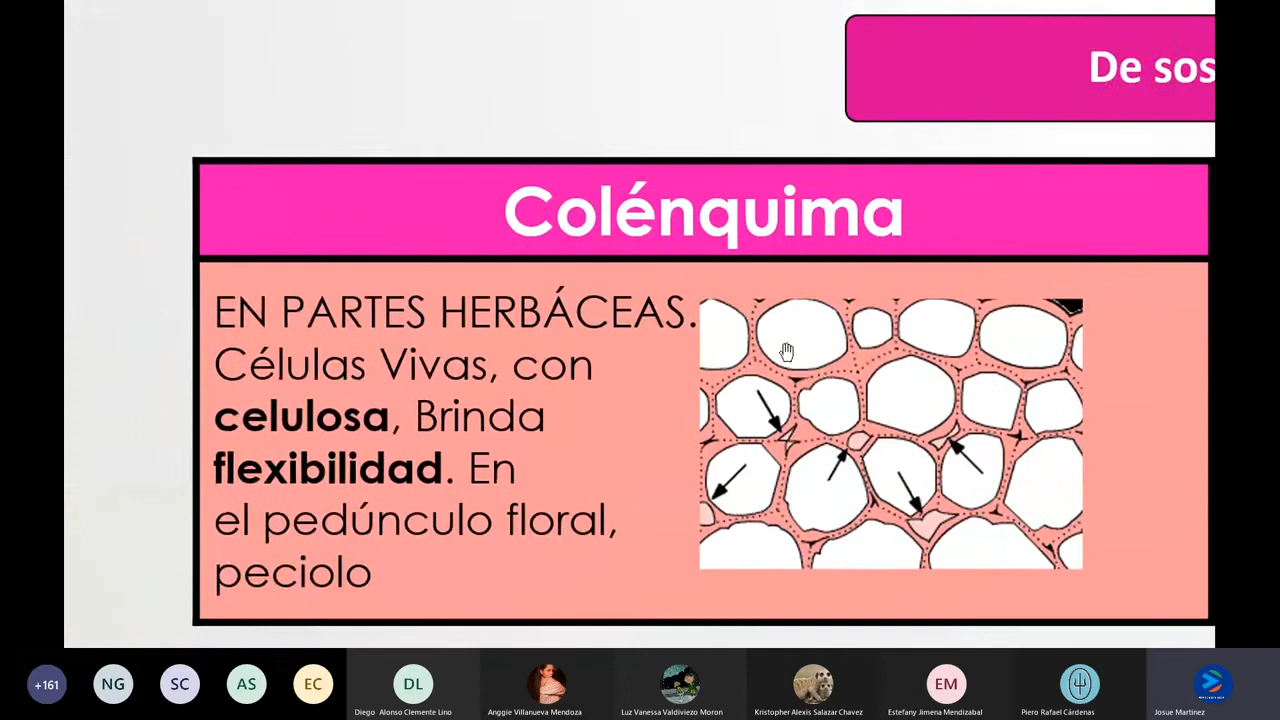 De sos
Colénquima
EN PARTES HERBÁCEAS.
Células Vivas, con
celulosa, Brinda
flexibilidad. En
el pedúnculo floral,
peciolo
+161
NG
SC
AS
EC
DL
EM
Diego Alonso Clemente Lino
Anggie Villanueva Mendoza
Luz Vanessa Valdiviezo Moron
Kristopher Alexis Salazar Chavez
Estefany Jimena Mendizabal
Piero Rafael Cárdenas
Josue Martinez